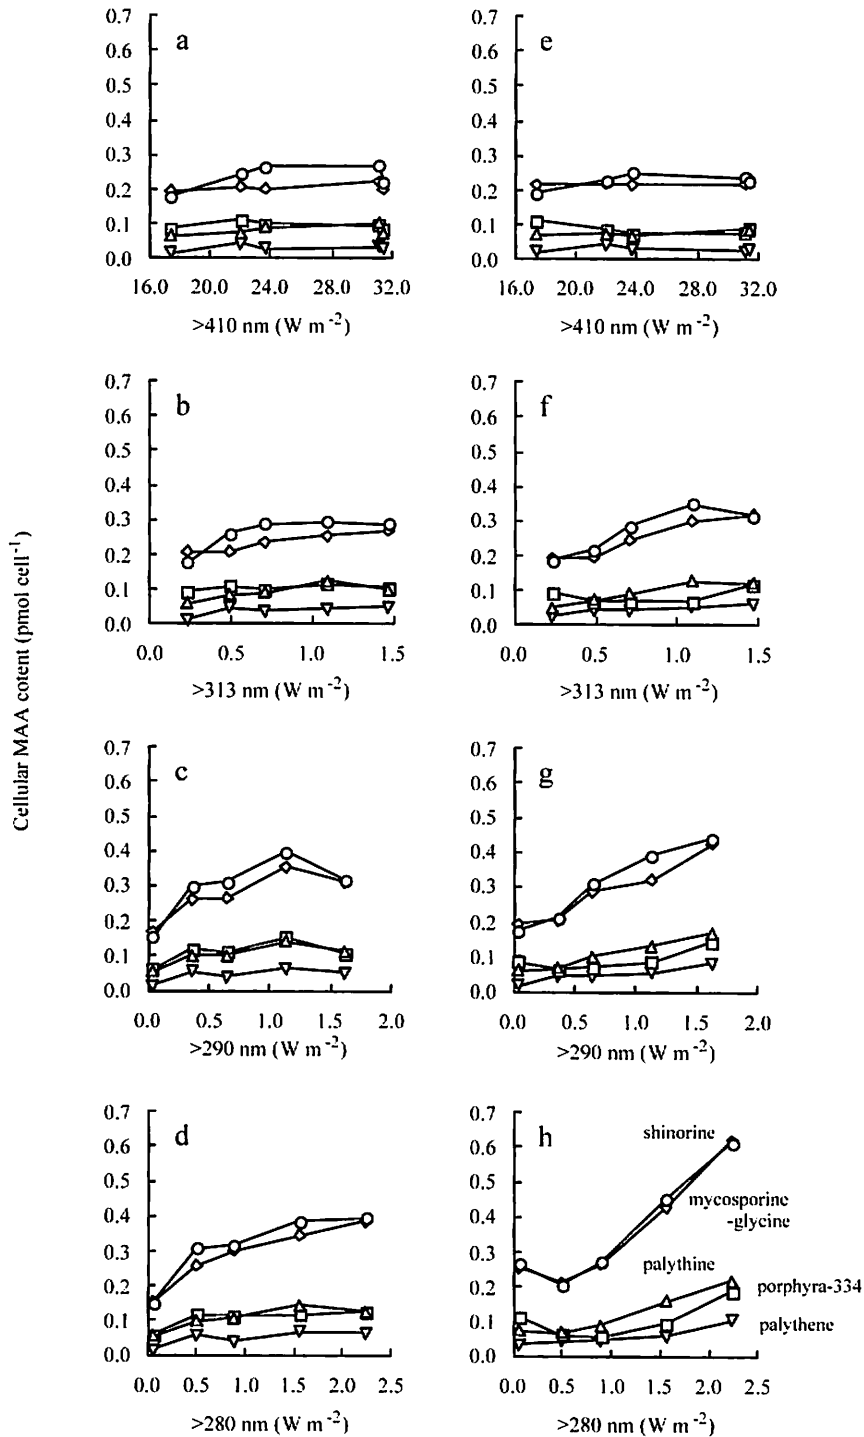 0.7 a 0.7 e
0.6 0.6
0.5 0.5
0.4 0.4
0.3 0.3
0.2 0.2
0.1 0.1
0.0 0.0
16.0 20.0 24.0 28.0 32.0 16.0 20.0 24.0 28.0 32.0
>410 nm (W m⁻²) >410 nm (W m⁻²)
0.7 b 0.7 f
0.6 0.6
0.5 0.5
0.4 0.4
0.3 0.3
0.2 0.2
0.1 0.1
0.0 0.0
0.0 0.5 1.0 1.5 0.0 0.5 1.0 1.5
>313 nm (W m⁻²) >313 nm (W m⁻²)
Cellular MAA cotent (pmol cell⁻¹)
0.7 c 0.7 g
0.6 0.6
0.5 0.5
0.4 0.4
0.3 0.3
0.2 0.2
0.1 0.1
0.0 0.0
0.0 0.5 1.0 1.5 2.0 0.0 0.5 1.0 1.5 2.0
>290 nm (W m⁻²) >290 nm (W m⁻²)
0.7 d 0.7 h
shinorine
0.6 0.6
0.5 0.5
mycosporine
-glycine
0.4 0.4
0.3 0.3
palythine
porphyra-334
0.2 0.2
0.1 0.1
palythene
0.0 0.0
0.0 0.5 1.0 1.5 2.0 2.5 0.0 0.5 1.0 1.5 2.0 2.5
>280 nm (W m⁻²) >280 nm (W m⁻²)